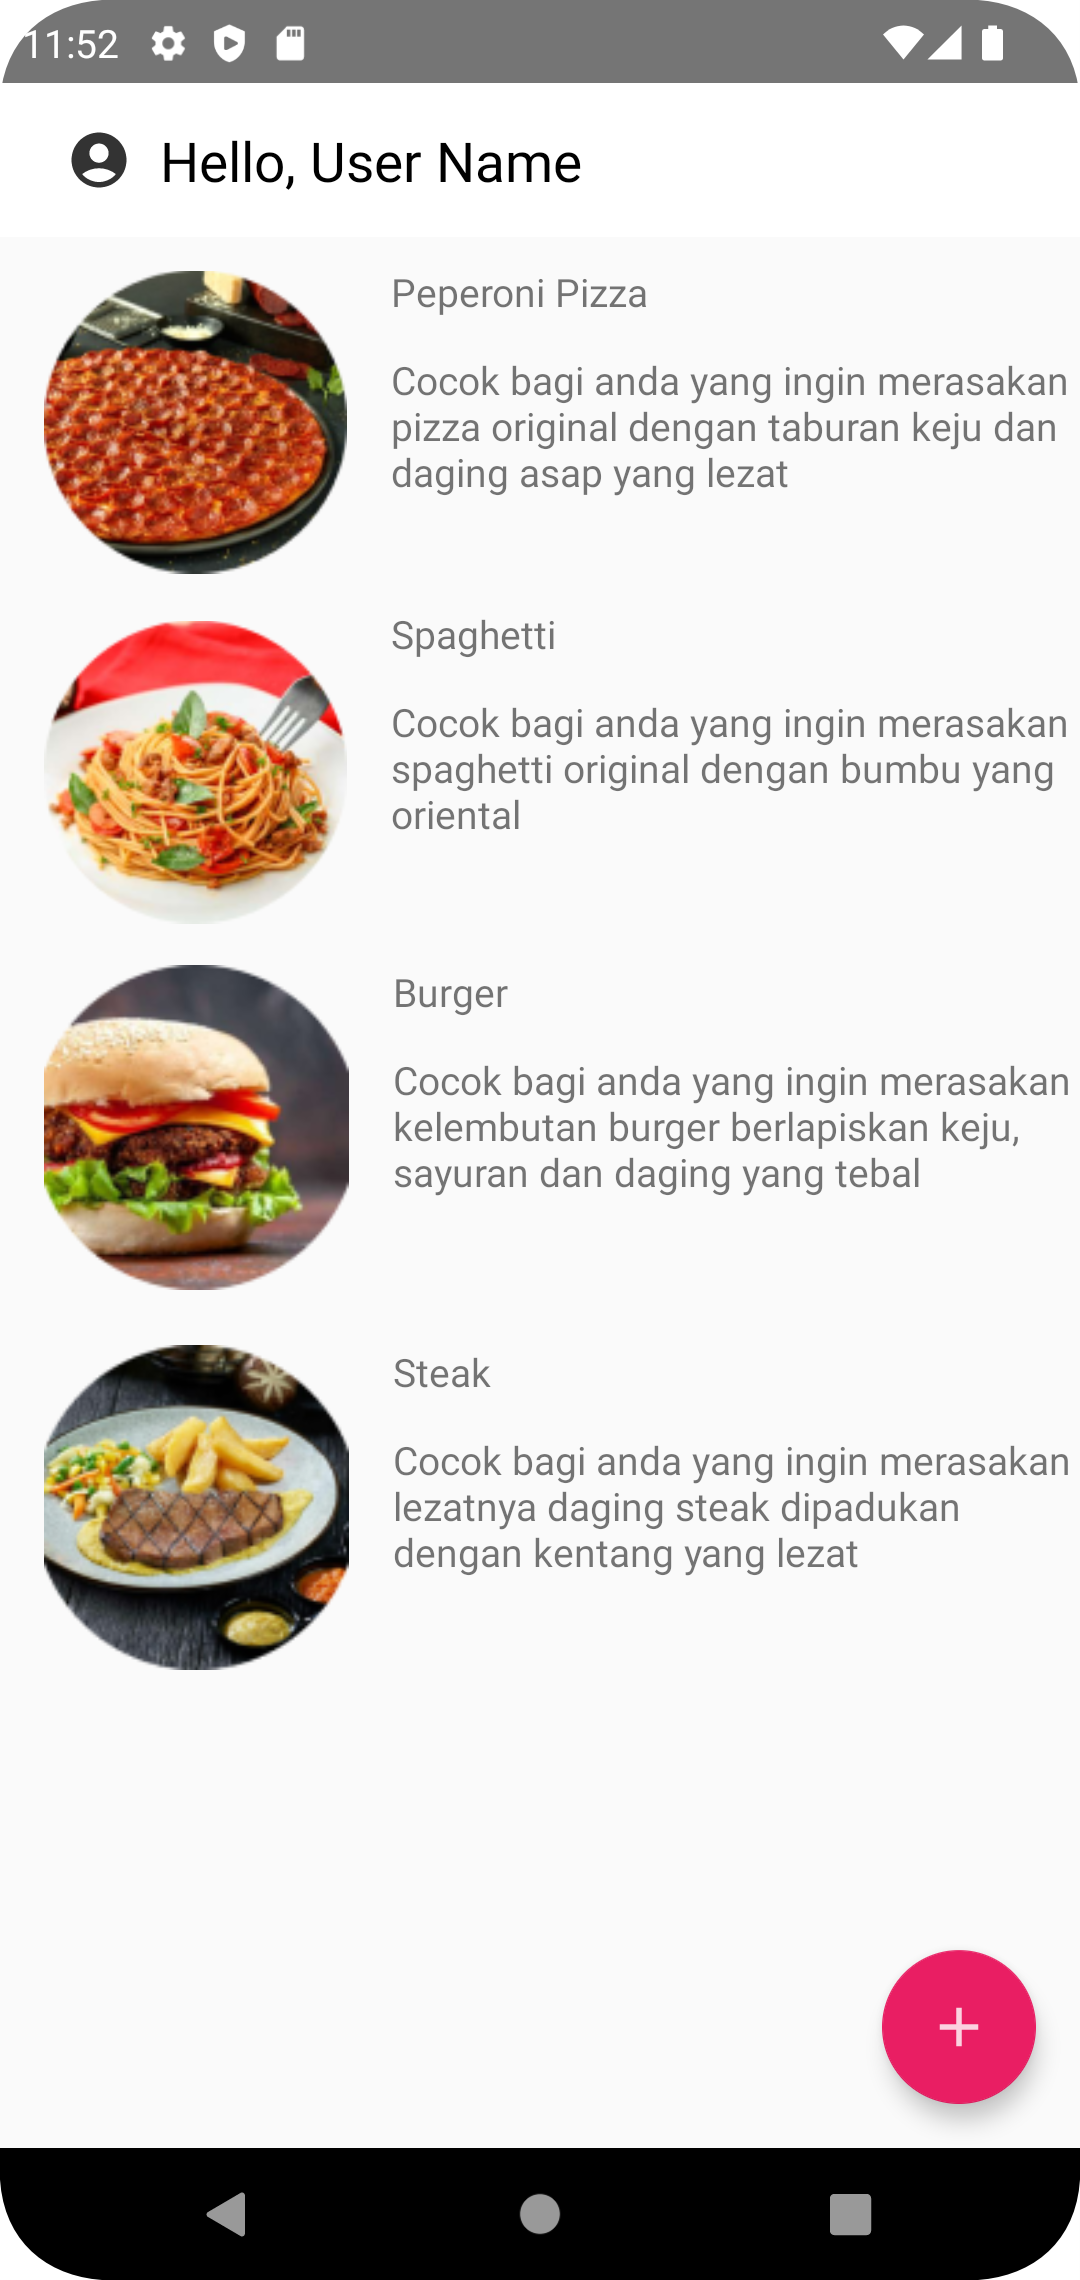 11:52
Hello, User Name
Peperoni Pizza
Cocok bagi anda yang ingin merasakan
pizza original dengan taburan keju dan
daging asap yang lezat
Spaghetti
Cocok bagi anda yang ingin merasakan
spaghetti original dengan bumbu yang
oriental
Burger
Cocok bagi anda yang ingin merasakan
kelembutan burger berlapiskan keju,
sayuran dan daging yang tebal
Steak
Cocok bagi anda yang ingin merasakan
lezatnya daging steak dipadukan
dengan kentang yang lezat